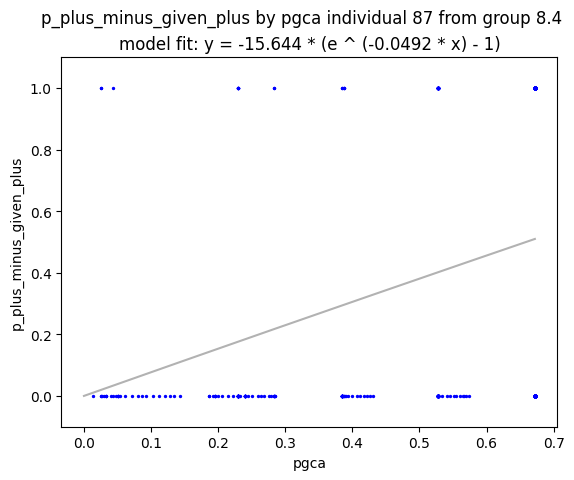 p_plus_minus_given_plus by pgca individual 87 from group 8.4
model fit: y = -15.644 * (e ^ (-0.0492 * x) - 1)
1.0
0.8
0.6
0.4
0.2
0.0
p_plus_minus_given_plus
0.0 0.1 0.2 0.3 0.4 0.5 0.6 0.7
pgca